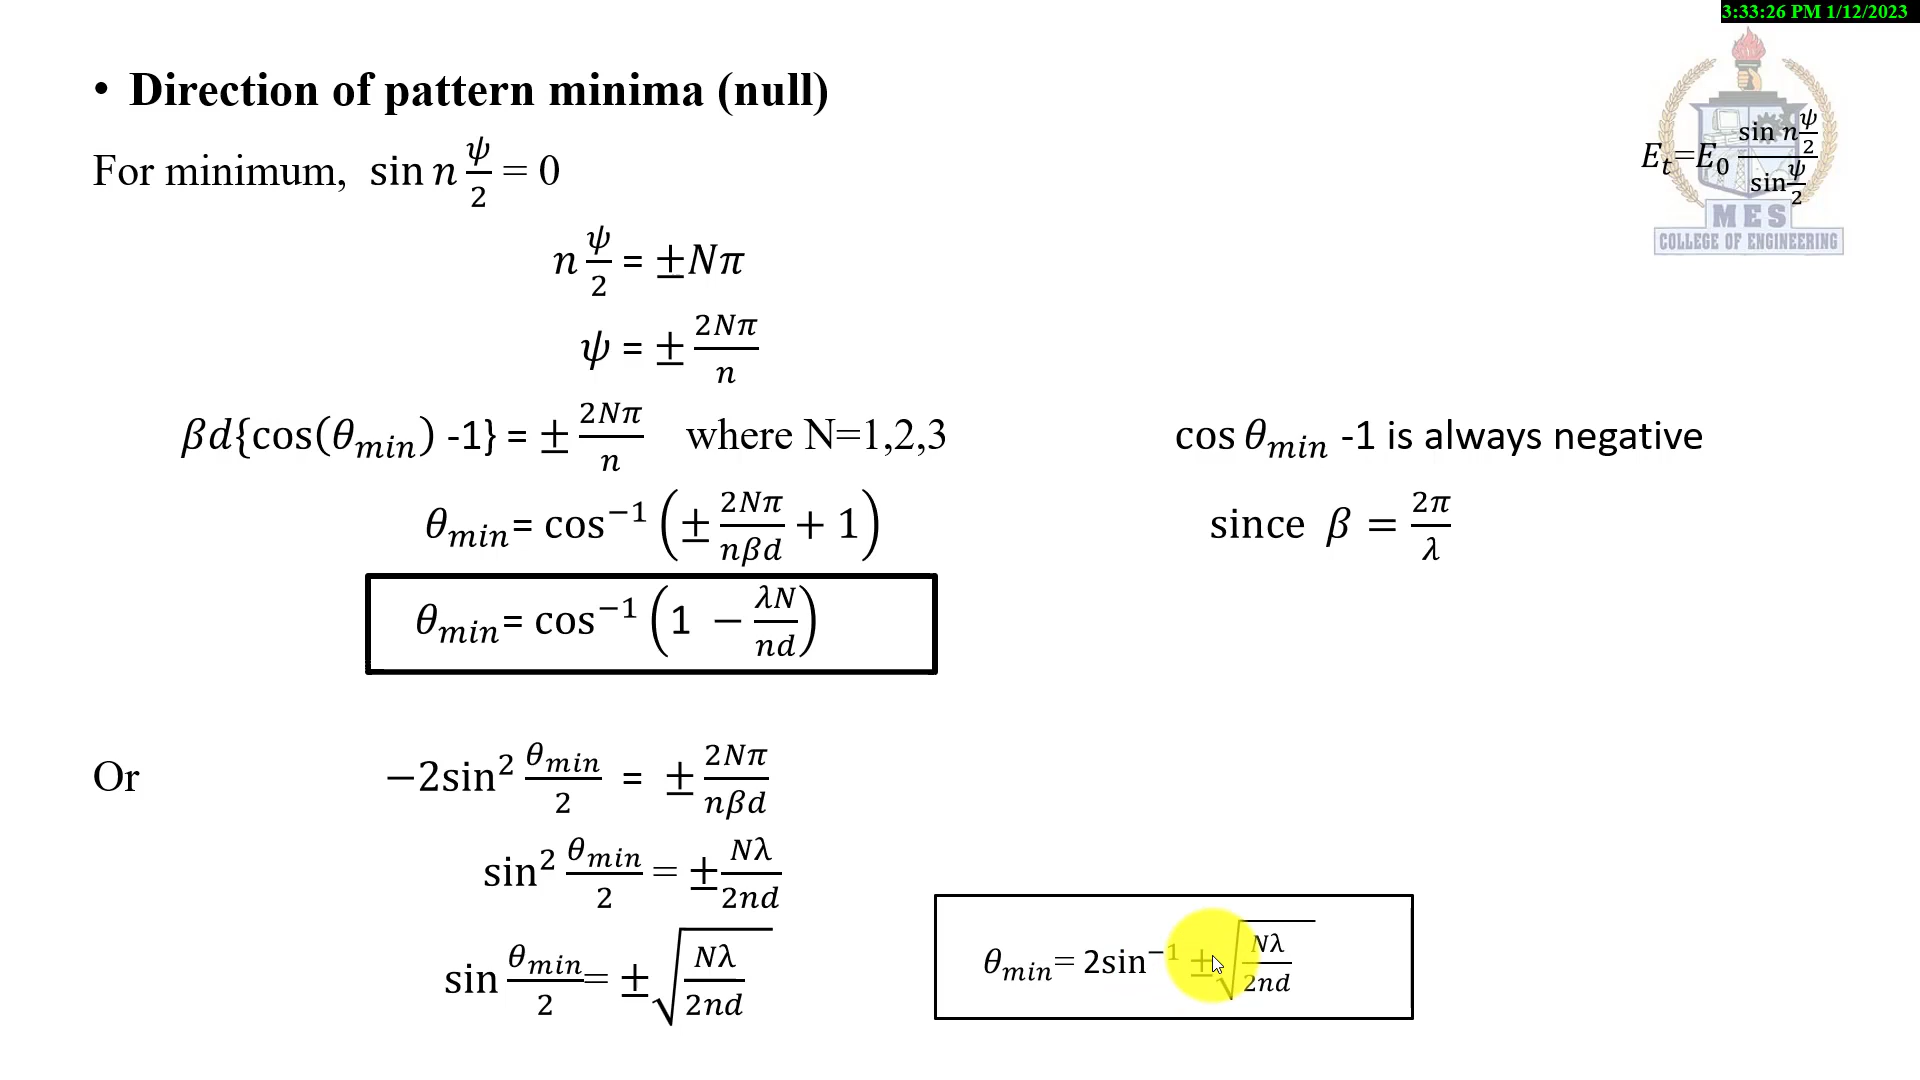 3:33:26 PM 1/12/2023
• Direction of pattern minima (null)
For minimum, sin n ψ/2 = 0
E_t=E_0 (sin n ψ/2)/(sin ψ/2)
MES
COLLEGE OF ENGINEERING
n ψ/2 = ±Nπ
ψ = ± 2Nπ/n
βd{cos(θ_min) -1} = ± 2Nπ/n where N=1,2,3
cos θ_min -1 is always negative
θ_min= cos⁻¹ (± 2Nπ/nβd + 1)
since β = 2π/λ
θ_min= cos⁻¹ (1 − λN/nd)
Or −2sin² θ_min/2 = ± 2Nπ/nβd
sin² θ_min/2 = ± Nλ/2nd
sin θ_min/2 = ± √(Nλ/2nd)
θ_min= 2sin⁻¹ ± √(Nλ/2nd)